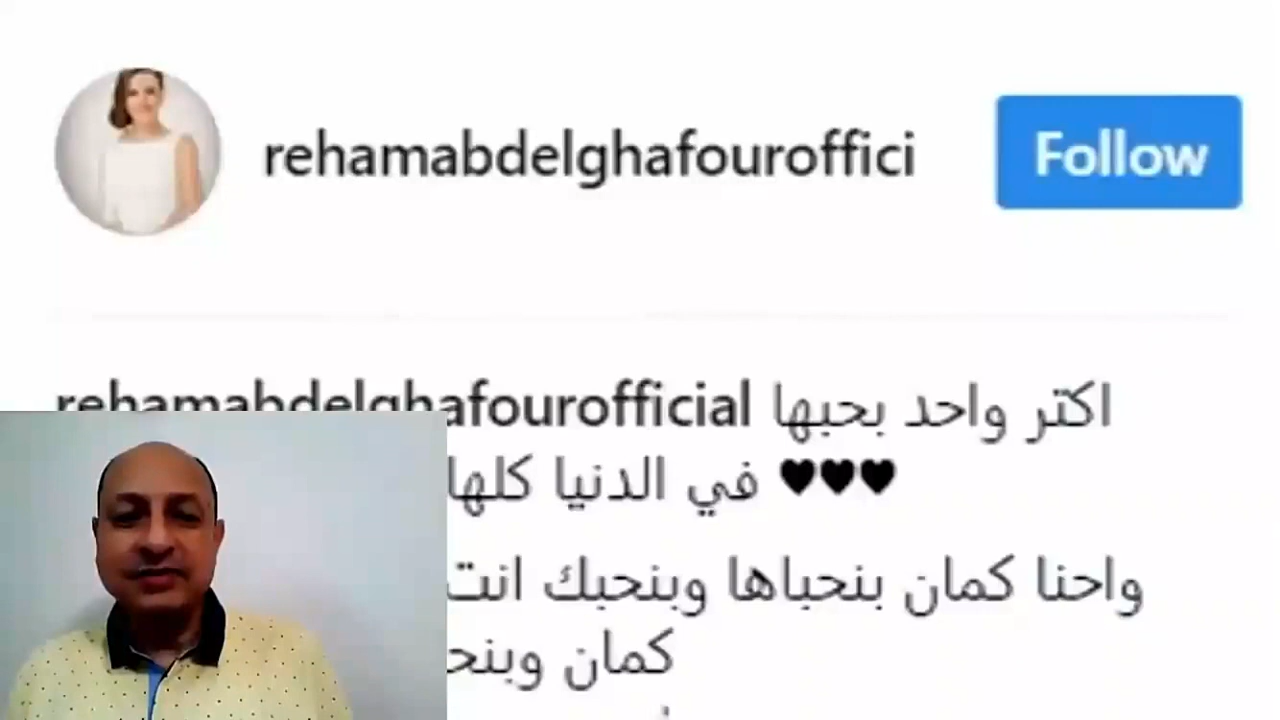 rehamabdelghafouroffici
Follow
rehamabdelghafourofficial اكتر واحد بحبها
في الدنيا كلها ♥♥♥
واحنا كمان بنحباها وبنحبك انت
كمان